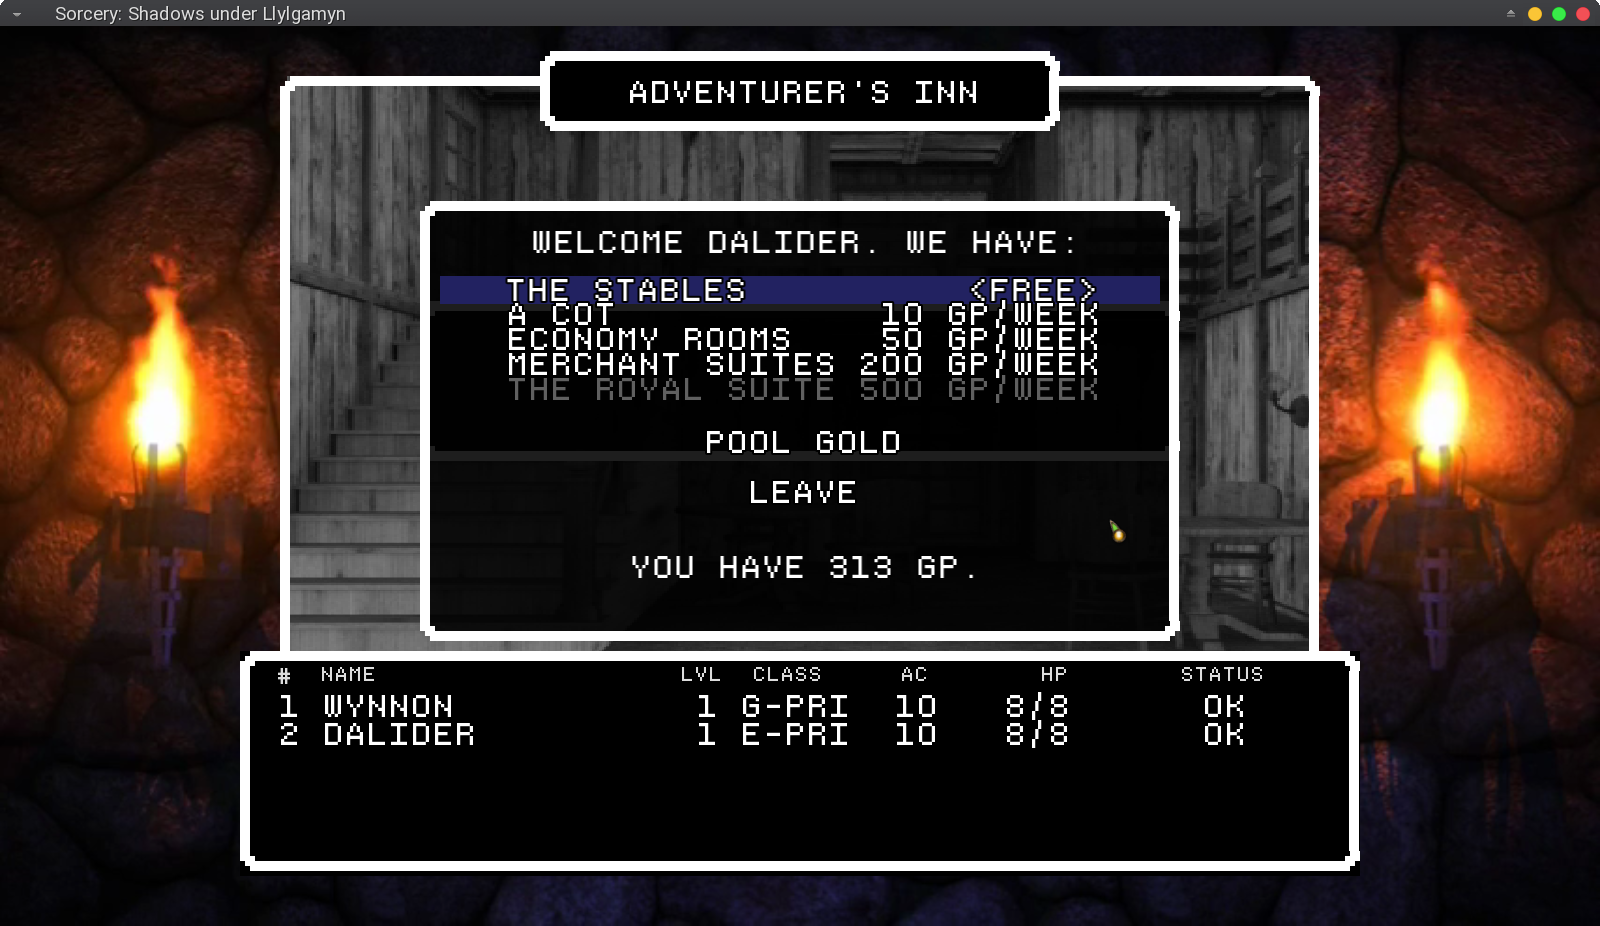 Sorcery: Shadows under Llylgamyn
ADVENTURER'S INN
WELCOME DALIDER. WE HAVE:
THE STABLES <FREE>
A COT 10 GP/WEEK
ECONOMY ROOMS 50 GP/WEEK
MERCHANT SUITES 200 GP/WEEK
THE ROYAL SUITE 500 GP/WEEK
POOL GOLD
LEAVE
YOU HAVE 313 GP.
# NAME LVL CLASS AC HP STATUS
1 WYNNON 1 G-PRI 10 8/8 OK
2 DALIDER 1 E-PRI 10 8/8 OK